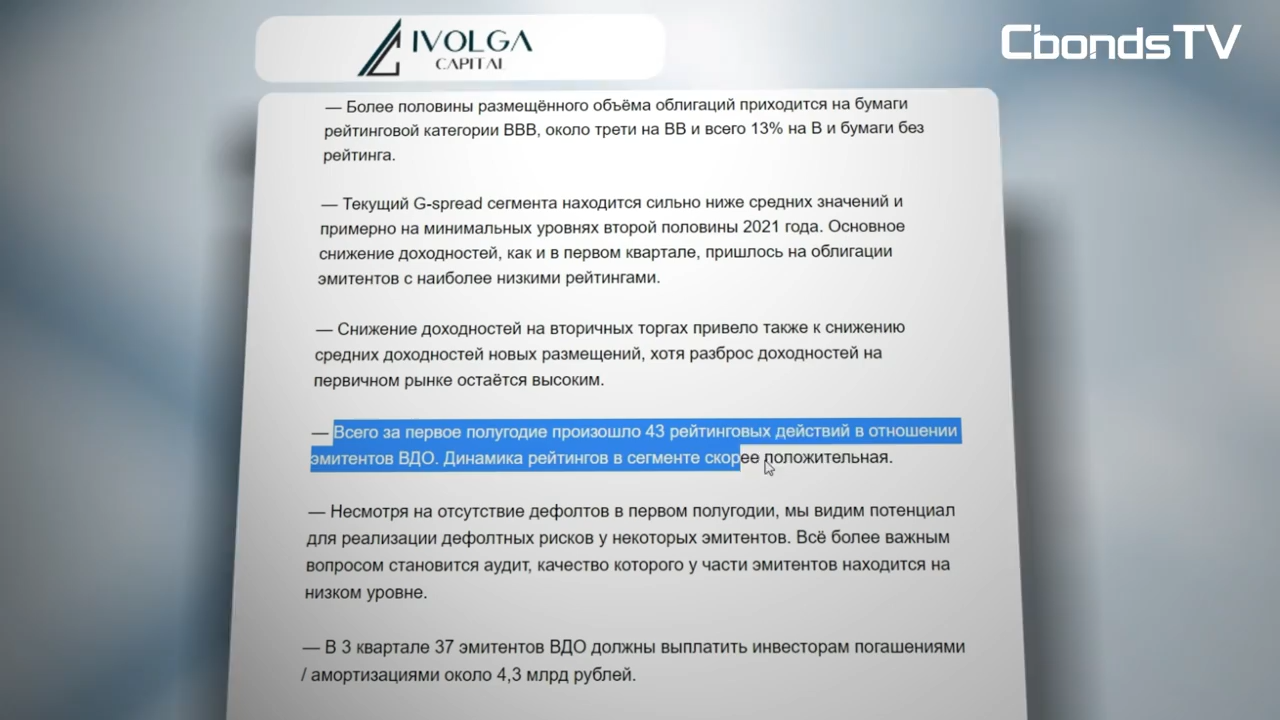 IVOLGA
CAPITAL
CbondsTV
— Более половины размещённого объёма облигаций приходится на бумаги
рейтинговой категории BBB, около трети на BB и всего 13% на B и бумаги без
рейтинга.
— Текущий G-spread сегмента находится сильно ниже средних значений и
примерно на минимальных уровнях второй половины 2021 года. Основное
снижение доходностей, как и в первом квартале, пришлось на облигации
эмитентов с наиболее низкими рейтингами.
— Снижение доходностей на вторичных торгах привело также к снижению
средних доходностей новых размещений, хотя разброс доходностей на
первичном рынке остаётся высоким.
— Всего за первое полугодие произошло 43 рейтинговых действий в отношении
эмитентов ВДО. Динамика рейтингов в сегменте скорее положительная.
— Несмотря на отсутствие дефолтов в первом полугодии, мы видим потенциал
для реализации дефолтных рисков у некоторых эмитентов. Всё более важным
вопросом становится аудит, качество которого у части эмитентов находится на
низком уровне.
— В 3 квартале 37 эмитентов ВДО должны выплатить инвесторам погашениями
/ амортизациями около 4,3 млрд рублей.